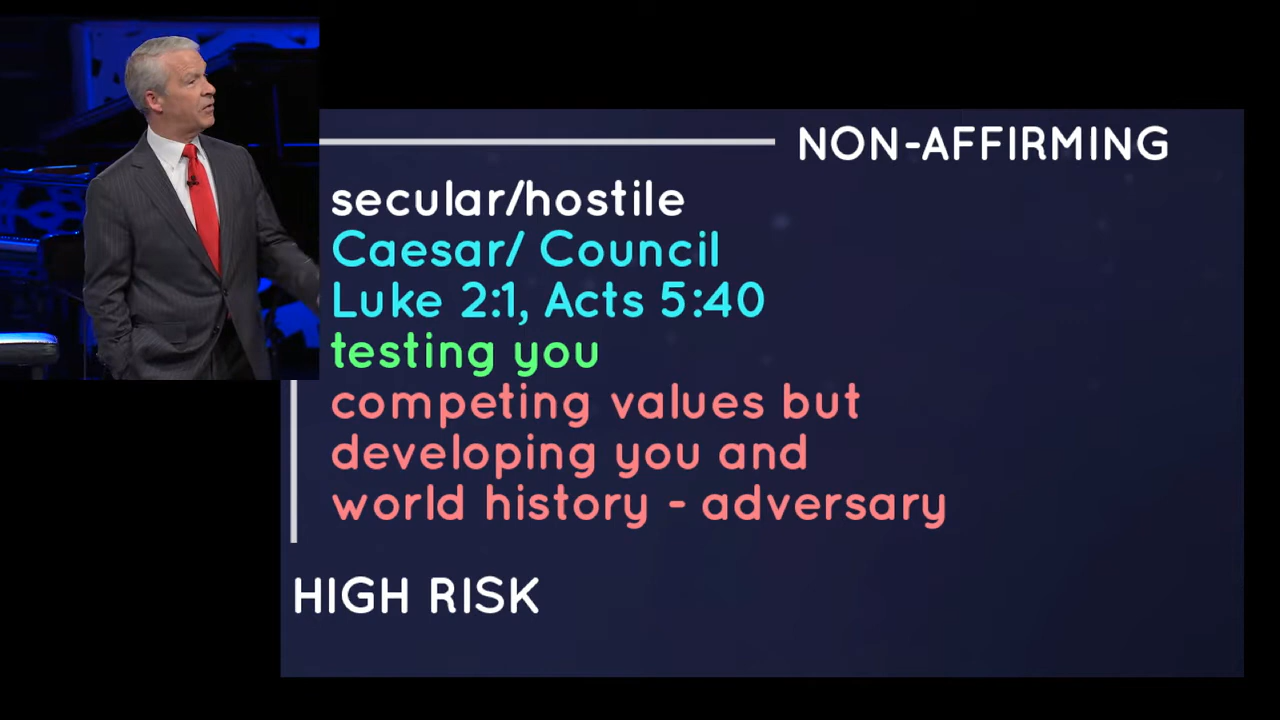 NON-AFFIRMING
secular/hostile
Caesar/ Council
Luke 2:1, Acts 5:40
testing you
competing values but
developing you and
world history - adversary
HIGH RISK